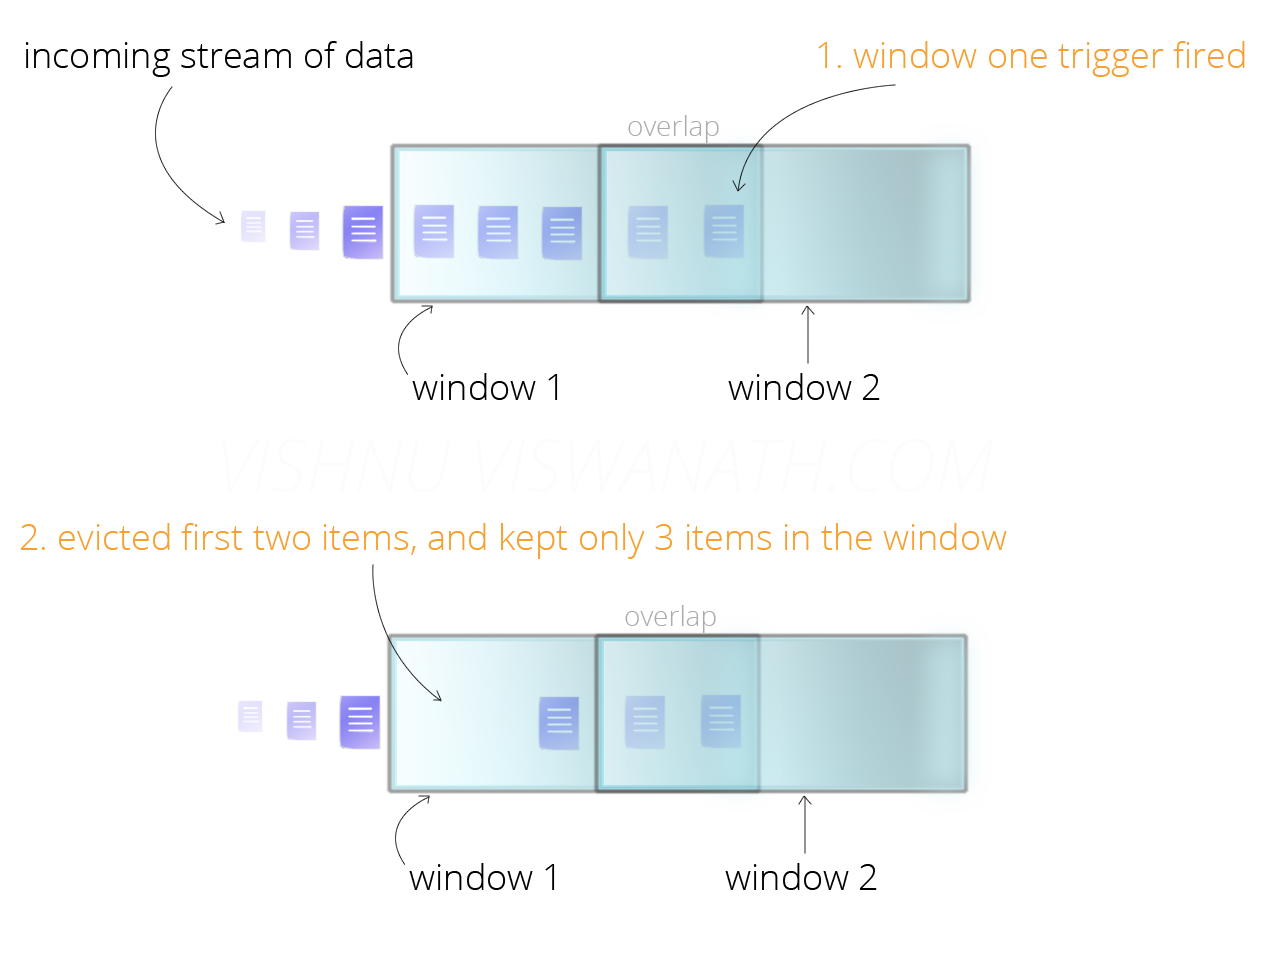 incoming stream of data
1. window one trigger fired
overlap
window 1
window 2
VISHNU VISWANATH.COM
2. evicted first two items, and kept only 3 items in the window
overlap
window 1
window 2